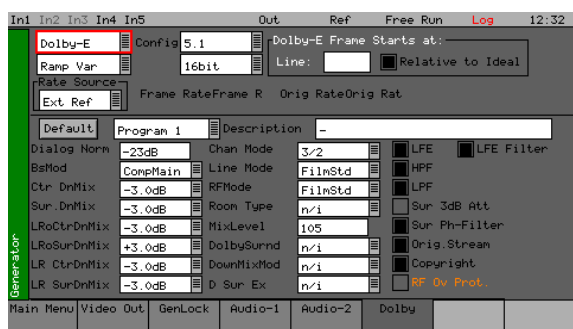 In1 In2 In3 In4 In5 Out Ref Free Run Log 12:32
Dolby-E Config 5.1 Dolby-E Frame Starts at:
Ramp Var 16bit Line: Relative to Ideal
Rate Source
Ext Ref Frame RateFrame R Orig RateOrig Rat
Default Program 1 Description -
Dialog Norm -23dB Chan Mode 3/2 LFE LFE Filter
BsMod CompMain Line Mode FilmStd HPF
Ctr DnMix -3.0dB RFMode FilmStd LPF
Sur.DnMix -3.0dB Room Type n/i Sur 3dB Att
LRoCtrDnMix -3.0dB MixLevel 105 Sur Ph-Filter
LRoSurDnMix +3.0dB DolbySurnd n/i Orig.Stream
LR CtrDnMix -3.0dB DownMixMod n/i Copyright
LR SurDnMix -3.0dB D Sur Ex n/i RF Ov Prot.
Generator
Main Menu Video Out GenLock Audio-1 Audio-2 Dolby